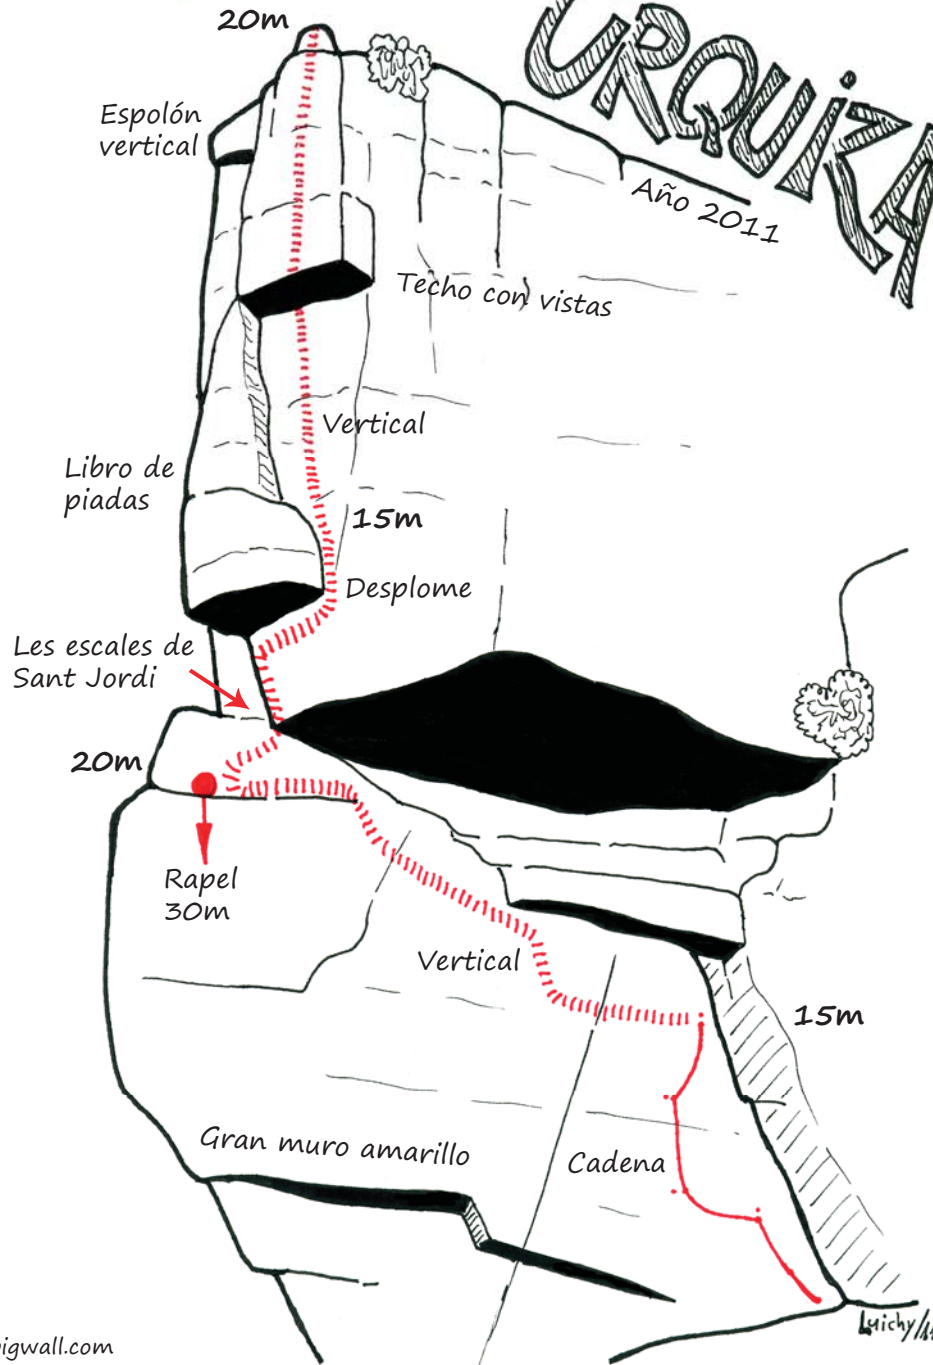 20m
URQUIZA
Espolón
vertical
Año 2011
Techo con vistas
Vertical
Libro de
piadas
15m
Desplome
Les escales de
Sant Jordi
20m
Rapel
30m
Vertical
15m
Gran muro amarillo
Cadena
Luichy/11
igwall.com